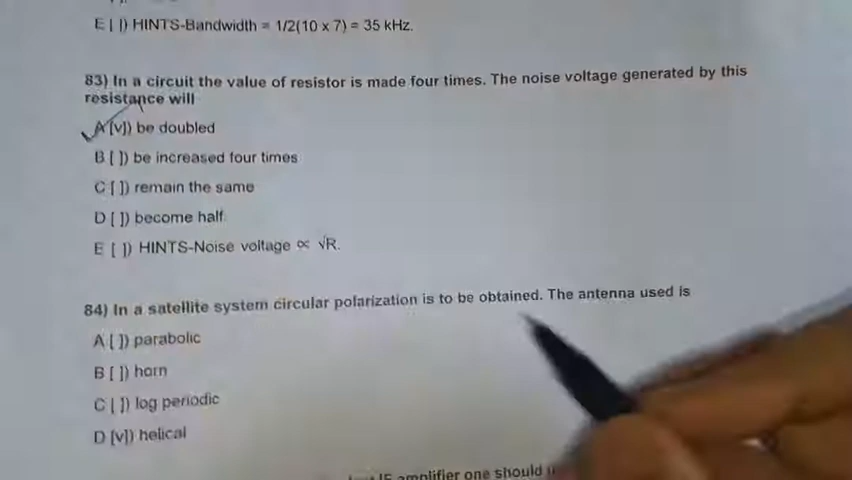 E [ ]) HINTS-Bandwidth = 1/2(10 x 7) = 35 kHz.
83) In a circuit the value of resistor is made four times. The noise voltage generated by this
resistance will
A [v]) be doubled
B [ ]) be increased four times
C [ ]) remain the same
D [ ]) become half
E [ ]) HINTS-Noise voltage ∝ √R.
84) In a satellite system circular polarization is to be obtained. The antenna used is
A [ ]) parabolic
B [ ]) horn
C [ ]) log periodic
D [v]) helical
IF amplifier one should